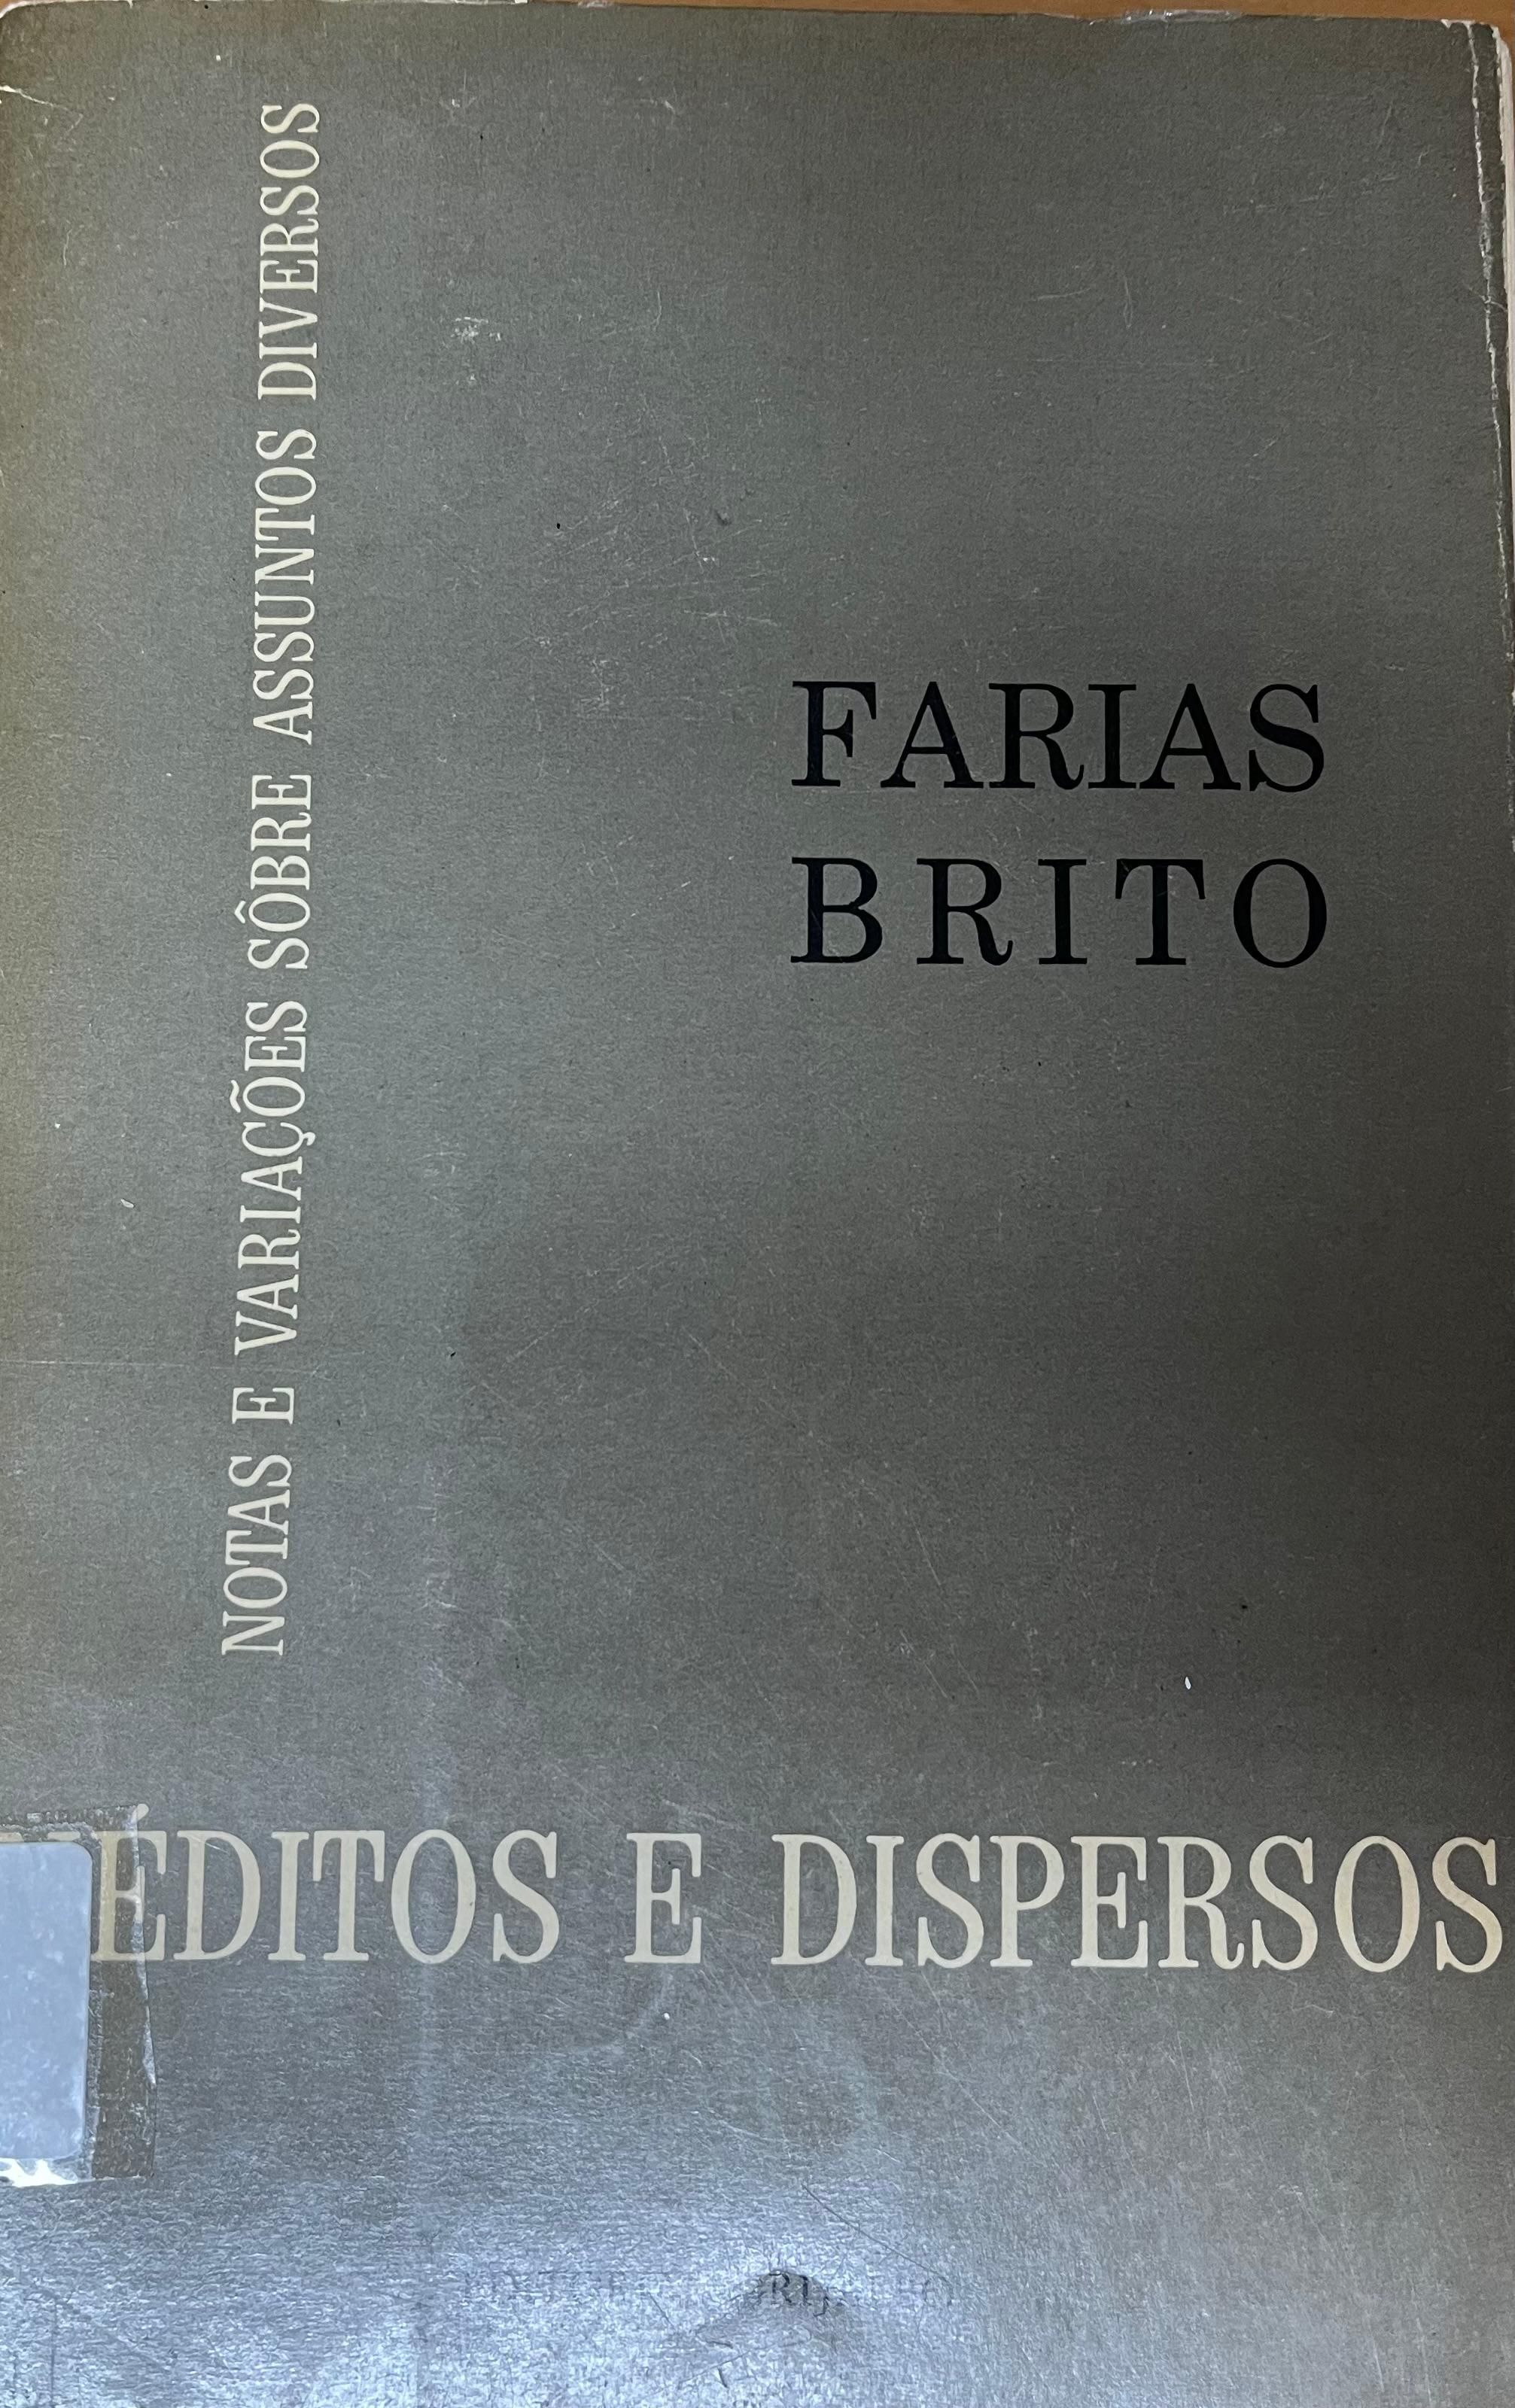 NOTAS E VARIAÇÕES SÔBRE ASSUNTOS DIVERSOS
FARIAS
BRITO
ÉDITOS E DISPERSOS